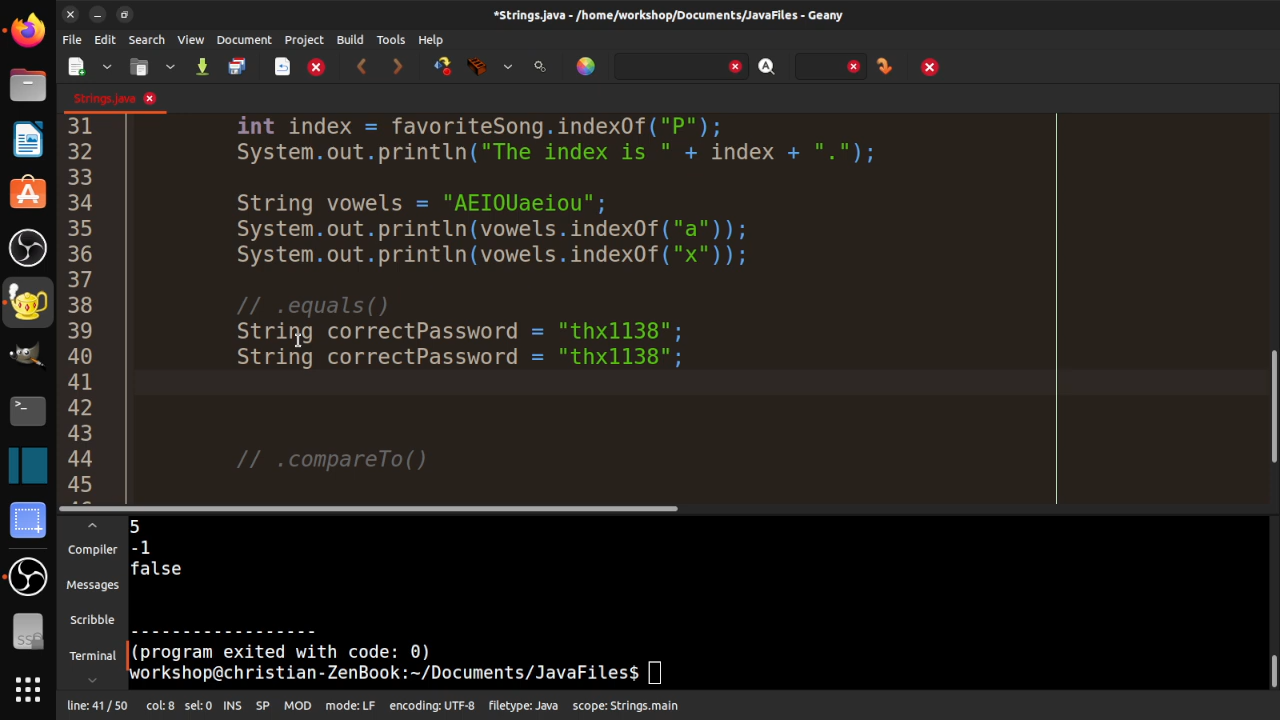 *Strings.java - /home/workshop/Documents/JavaFiles - Geany
File Edit Search View Document Project Build Tools Help
Strings.java
31 int index = favoriteSong.indexOf("P");
32 System.out.println("The index is " + index + ".");
33
34 String vowels = "AEIOUaeiou";
35 System.out.println(vowels.indexOf("a"));
36 System.out.println(vowels.indexOf("x"));
37
38 // .equals()
39 String correctPassword = "thx1138";
40 String correctPassword = "thx1138";
41
42
43
44 // .compareTo()
45
Compiler
Messages
Scribble
Terminal
5
-1
false
------------------
(program exited with code: 0)
workshop@christian-ZenBook:~/Documents/JavaFiles$
line: 41 / 50 col: 8 sel: 0 INS SP MOD mode: LF encoding: UTF-8 filetype: Java scope: Strings.main